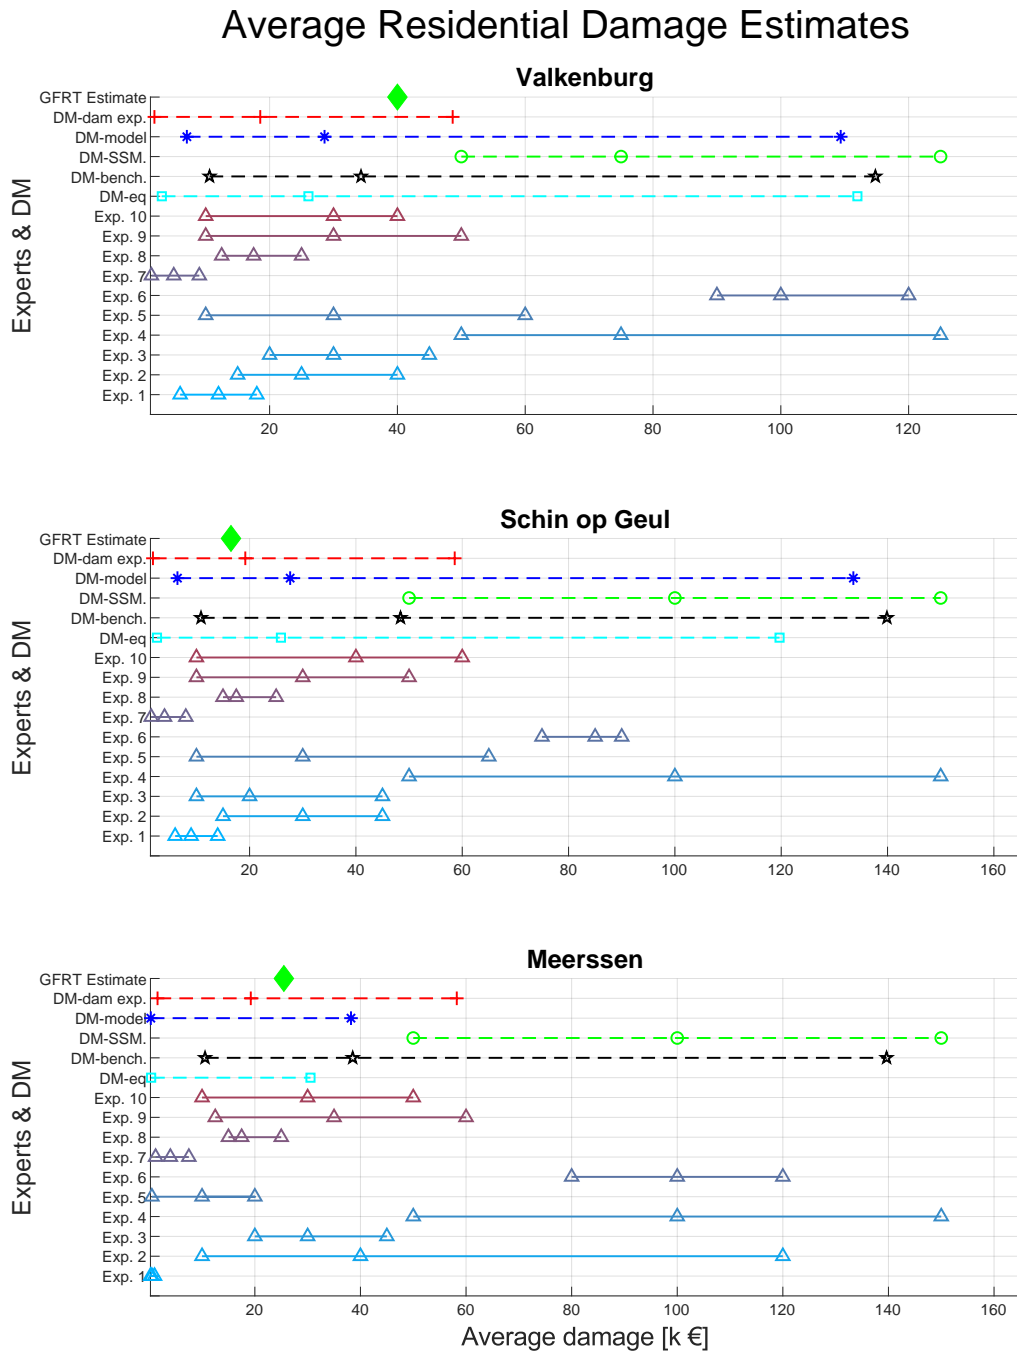 Average Residential Damage Estimates
Valkenburg
GFRT Estimate
DM-dam exp.
DM-model
DM-SSM.
DM-bench.
DM-eq
Exp. 10
Exp. 9
Exp. 8
Exp. 7
Exp. 6
Exp. 5
Exp. 4
Exp. 3
Exp. 2
Exp. 1
Experts & DM
20 40 60 80 100 120
Schin op Geul
GFRT Estimate
DM-dam exp.
DM-model
DM-SSM.
DM-bench.
DM-eq
Exp. 10
Exp. 9
Exp. 8
Exp. 7
Exp. 6
Exp. 5
Exp. 4
Exp. 3
Exp. 2
Exp. 1
Experts & DM
20 40 60 80 100 120 140 160
Meerssen
GFRT Estimate
DM-dam exp.
DM-model
DM-SSM.
DM-bench.
DM-eq
Exp. 10
Exp. 9
Exp. 8
Exp. 7
Exp. 6
Exp. 5
Exp. 4
Exp. 3
Exp. 2
Exp. 1
Experts & DM
20 40 60 80 100 120 140 160
Average damage [k €]